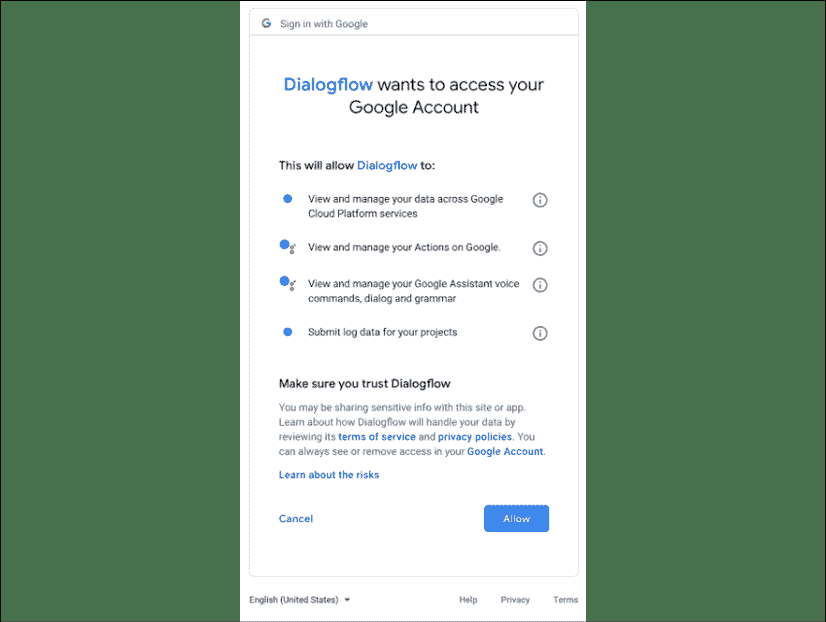 Sign in with Google
Dialogflow wants to access your
Google Account
This will allow Dialogflow to:
View and manage your data across Google
Cloud Platform services
View and manage your Actions on Google.
View and manage your Google Assistant voice
commands, dialog and grammar
Submit log data for your projects
Make sure you trust Dialogflow
You may be sharing sensitive info with this site or app.
Learn about how Dialogflow will handle your data by
reviewing its terms of service and privacy policies. You
can always see or remove access in your Google Account.
Learn about the risks
Cancel Allow
English (United States) Help Privacy Terms